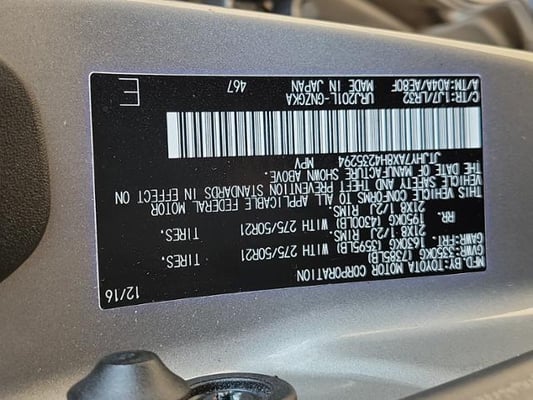 MFD. BY: TOYOTA MOTOR CORPORATION 12/16
GVWR: 3350KG (7385LB)
GAWR: FRT. 1630KG (3595LB) WITH 275/50R21 TIRES.
21X8 1/2J RIMS.
RR. 1950KG (4300LB) WITH 275/50R21 TIRES.
21X8 1/2J RIMS.
THIS VEHICLE CONFORMS TO ALL APPLICABLE FEDERAL MOTOR
VEHICLE SAFETY AND THEFT PREVENTION STANDARDS IN EFFECT ON
THE DATE OF MANUFACTURE SHOWN ABOVE.
JTJHY7AX8H4235294 MPV
C/TR: 1J7/LR32 URJ201L-GNZGKA 467 E
A/TM: A04A/AE80F MADE IN JAPAN